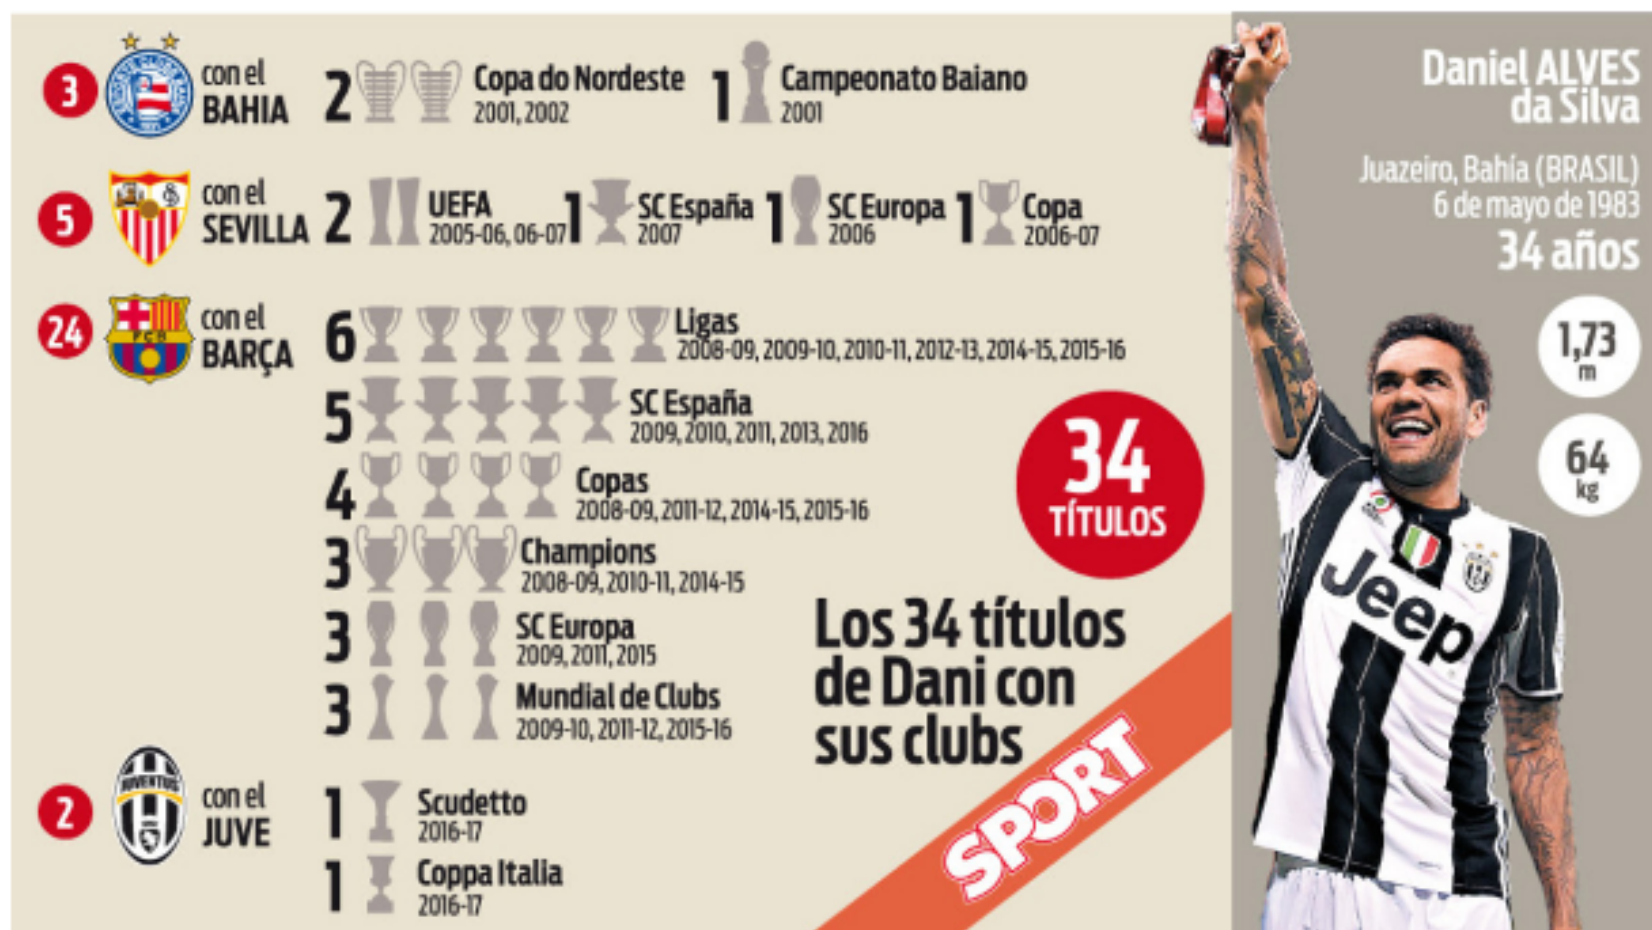 3
con el
BAHIA
2
Copa do Nordeste
2001, 2002
1
Campeonato Baiano
2001
5
con el
SEVILLA
2
UEFA
2005-06, 06-07
1
SC España
2007
1
SC Europa
2006
1
Copa
2006-07
24
FCB
con el
BARÇA
6
Ligas
2008-09, 2009-10, 2010-11, 2012-13, 2014-15, 2015-16
5
SC España
2009, 2010, 2011, 2013, 2016
4
Copas
2008-09, 2011-12, 2014-15, 2015-16
3
Champions
2008-09, 2010-11, 2014-15
3
SC Europa
2009, 2011, 2015
3
Mundial de Clubs
2009-10, 2011-12, 2015-16
2
JUVENTUS
con el
JUVE
1
Scudetto
2016-17
1
Coppa Italia
2016-17
34
TÍTULOS
Los 34 títulos
de Dani con
sus clubs
SPORT
Daniel ALVES
da Silva
Juazeiro, Bahía (BRASIL)
6 de mayo de 1983
34 años
1,73
m
64
kg
Jeep